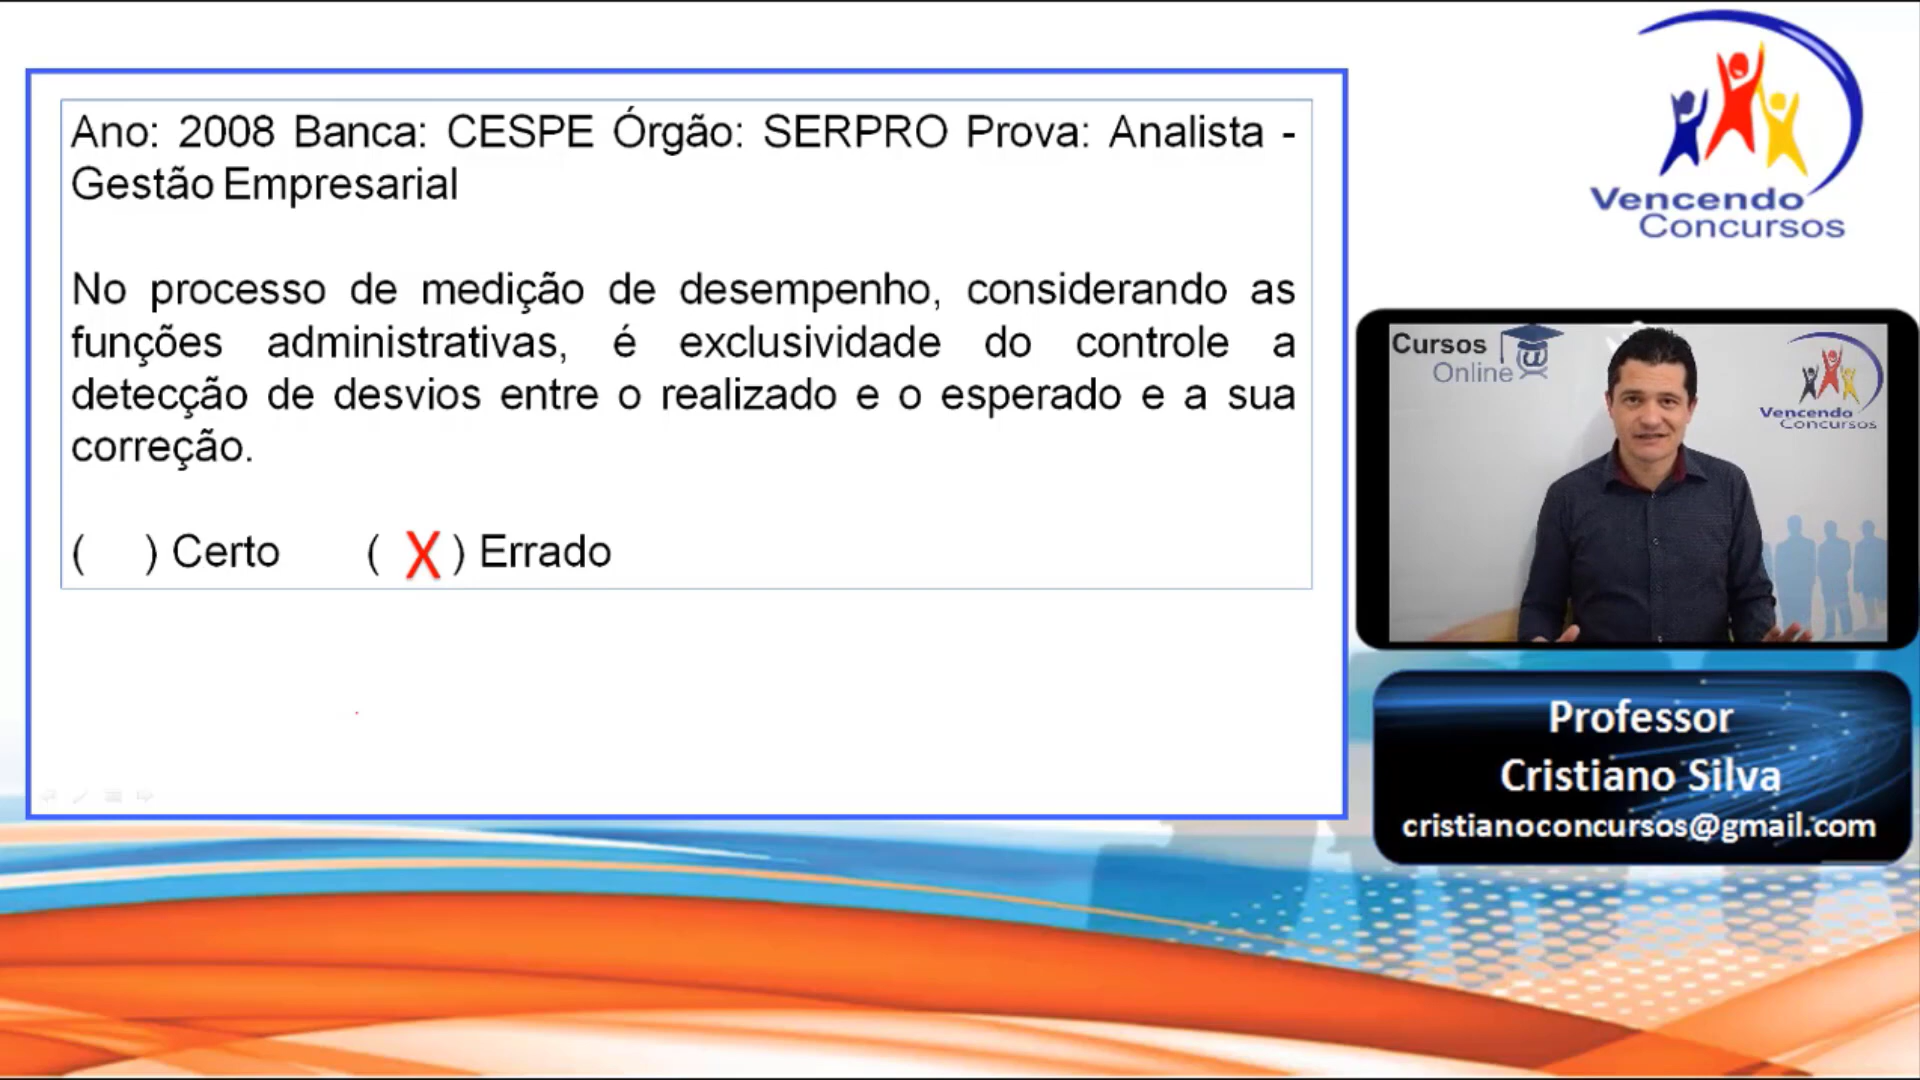 Ano: 2008 Banca: CESPE Órgão: SERPRO Prova: Analista -
Gestão Empresarial
No processo de medição de desempenho, considerando as
funções administrativas, é exclusividade do controle a
detecção de desvios entre o realizado e o esperado e a sua
correção.
( ) Certo ( X ) Errado
Vencendo
Concursos
Cursos
Online
Vencendo
Concursos
Professor
Cristiano Silva
cristianoconcursos@gmail.com